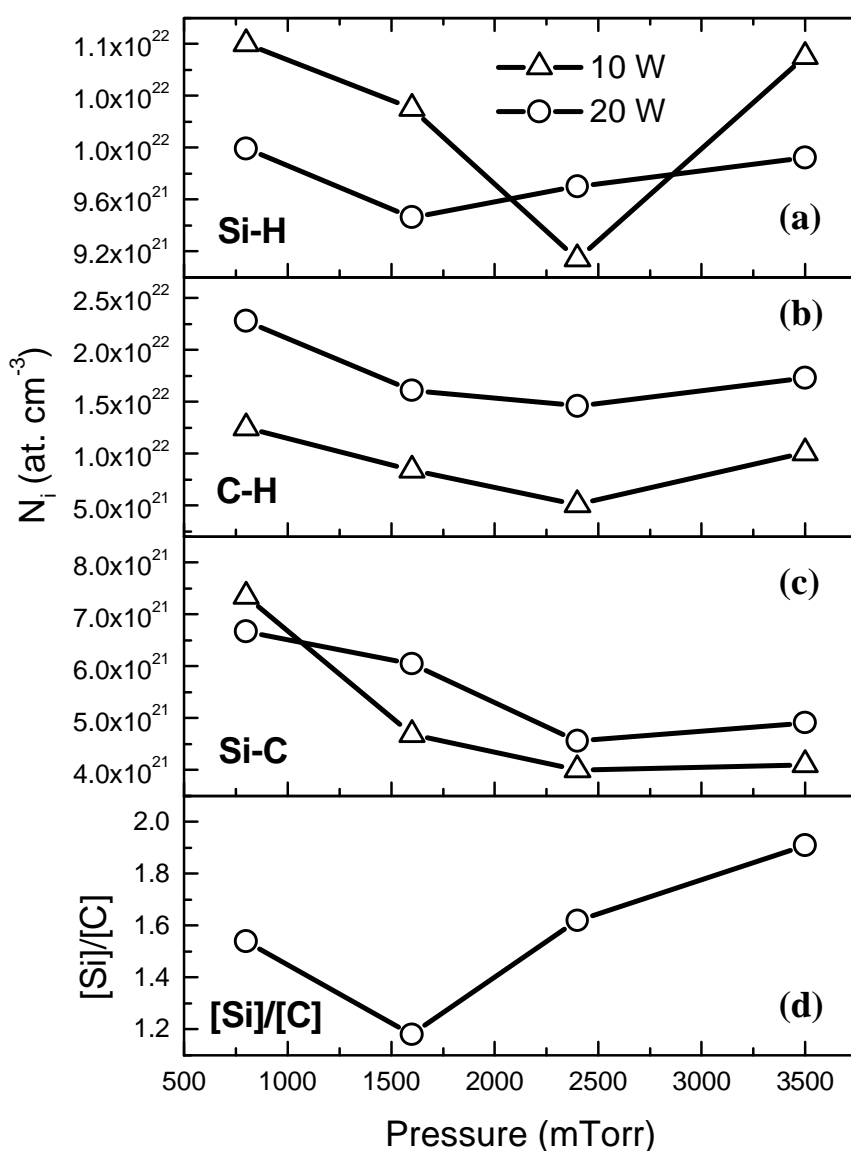 1.1x10²²
1.0x10²²
1.0x10²²
9.6x10²¹
9.2x10²¹
10 W
20 W
Si-H
(a)
2.5x10²²
2.0x10²²
1.5x10²²
1.0x10²²
5.0x10²¹
C-H
(b)
Nᵢ (at. cm⁻³)
8.0x10²¹
7.0x10²¹
6.0x10²¹
5.0x10²¹
4.0x10²¹
Si-C
(c)
2.0
1.8
1.6
1.4
1.2
[Si]/[C]
[Si]/[C]
(d)
500 1000 1500 2000 2500 3000 3500
Pressure (mTorr)